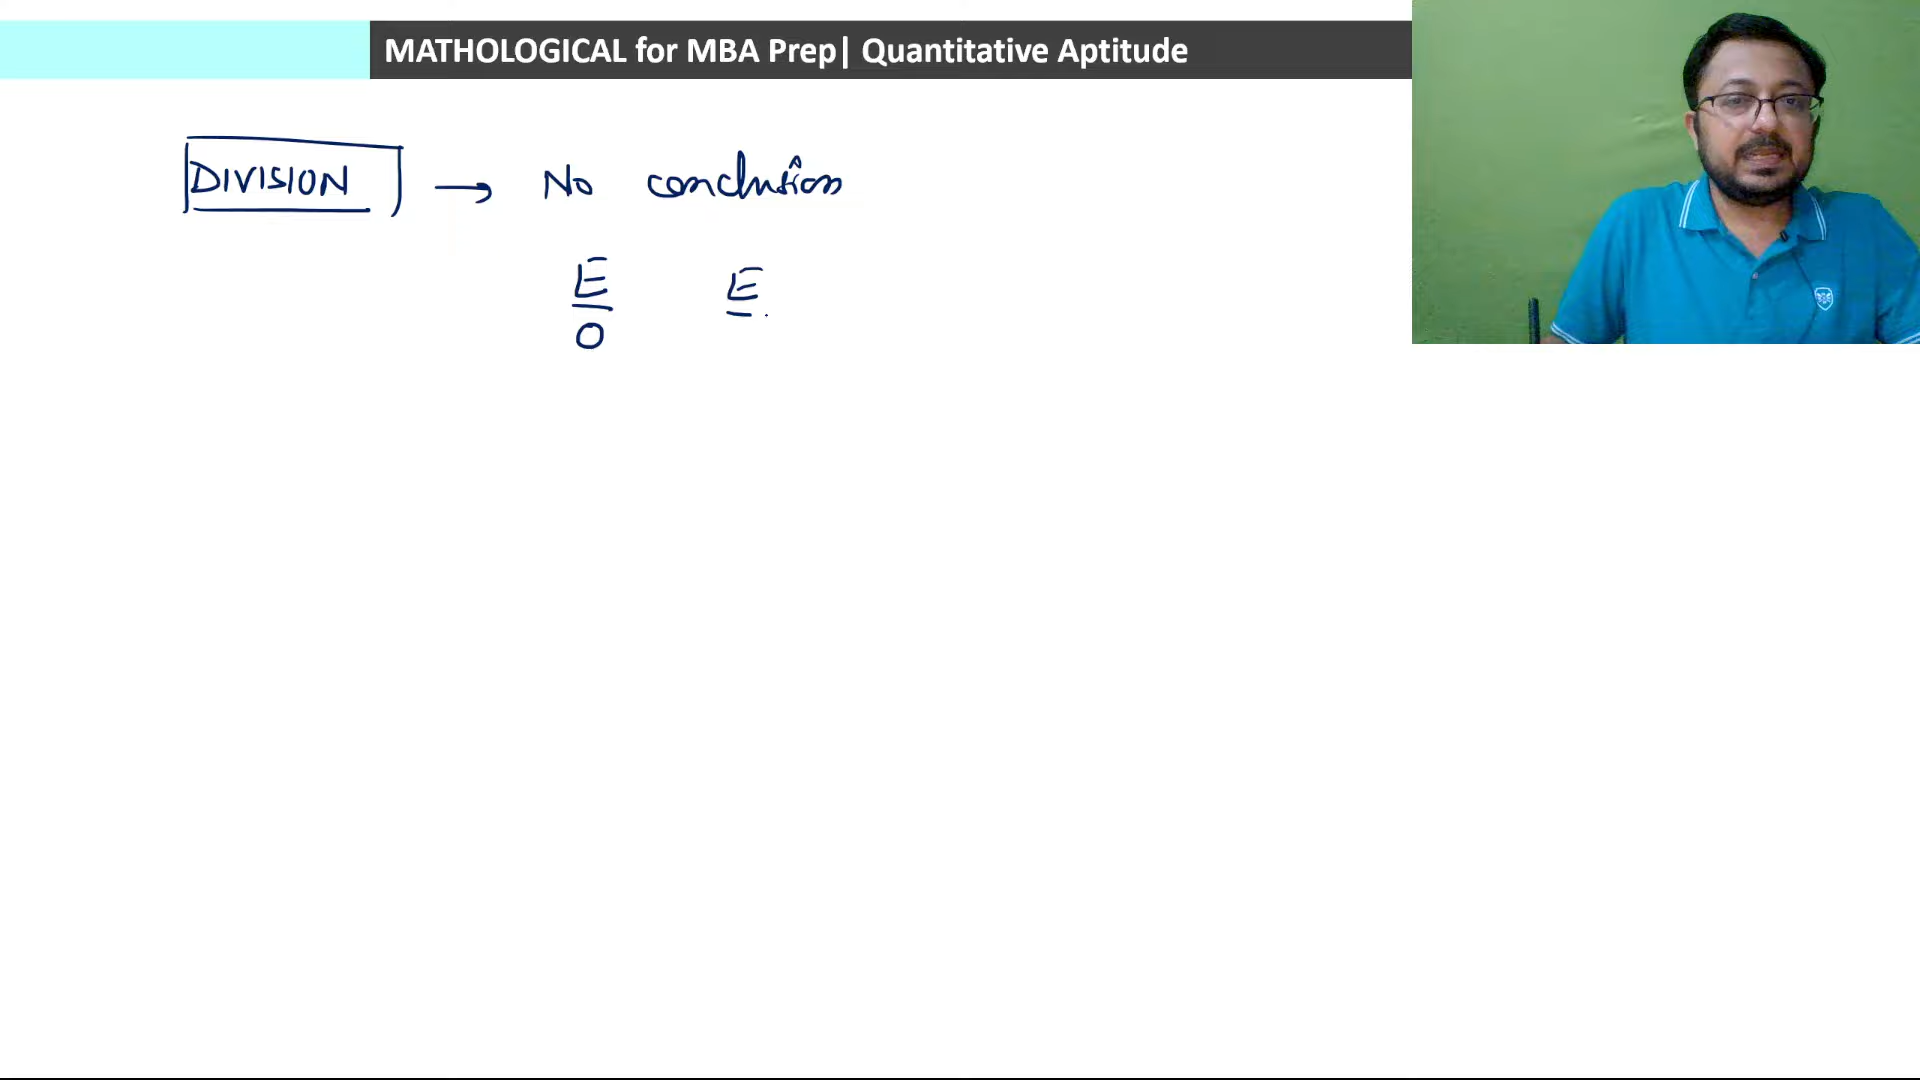 MATHOLOGICAL for MBA Prep| Quantitative Aptitude
DIVISION → No conclusion
E E
O